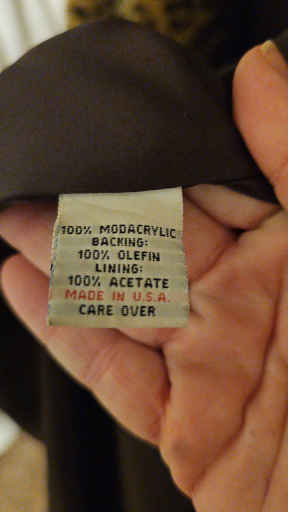 100% MODACRYLIC
BACKING:
100% OLEFIN
LINING:
100% ACETATE
MADE IN U.S.A.
CARE OVER